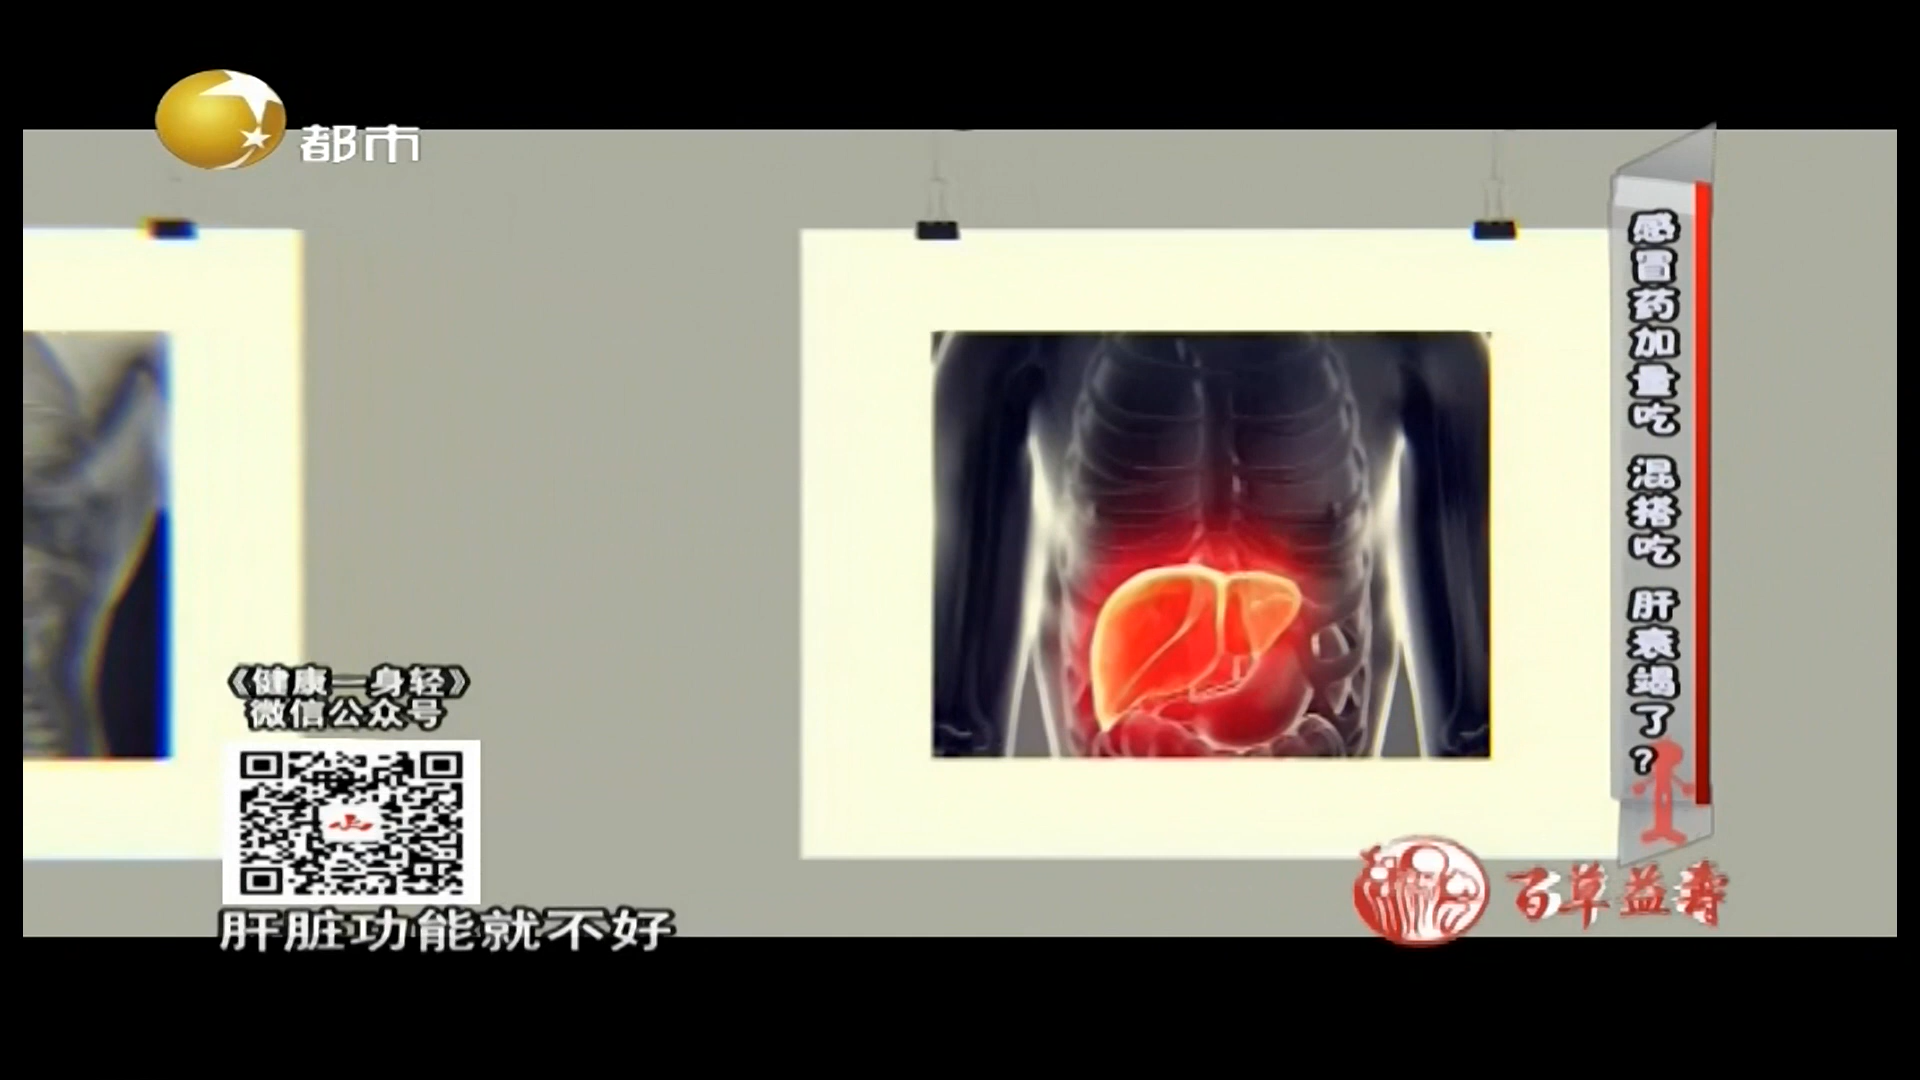 都市
感冒药加量吃 混搭吃 肝衰竭了?
《健康一身轻》
微信公众号
肝脏功能就不好
百草益寿